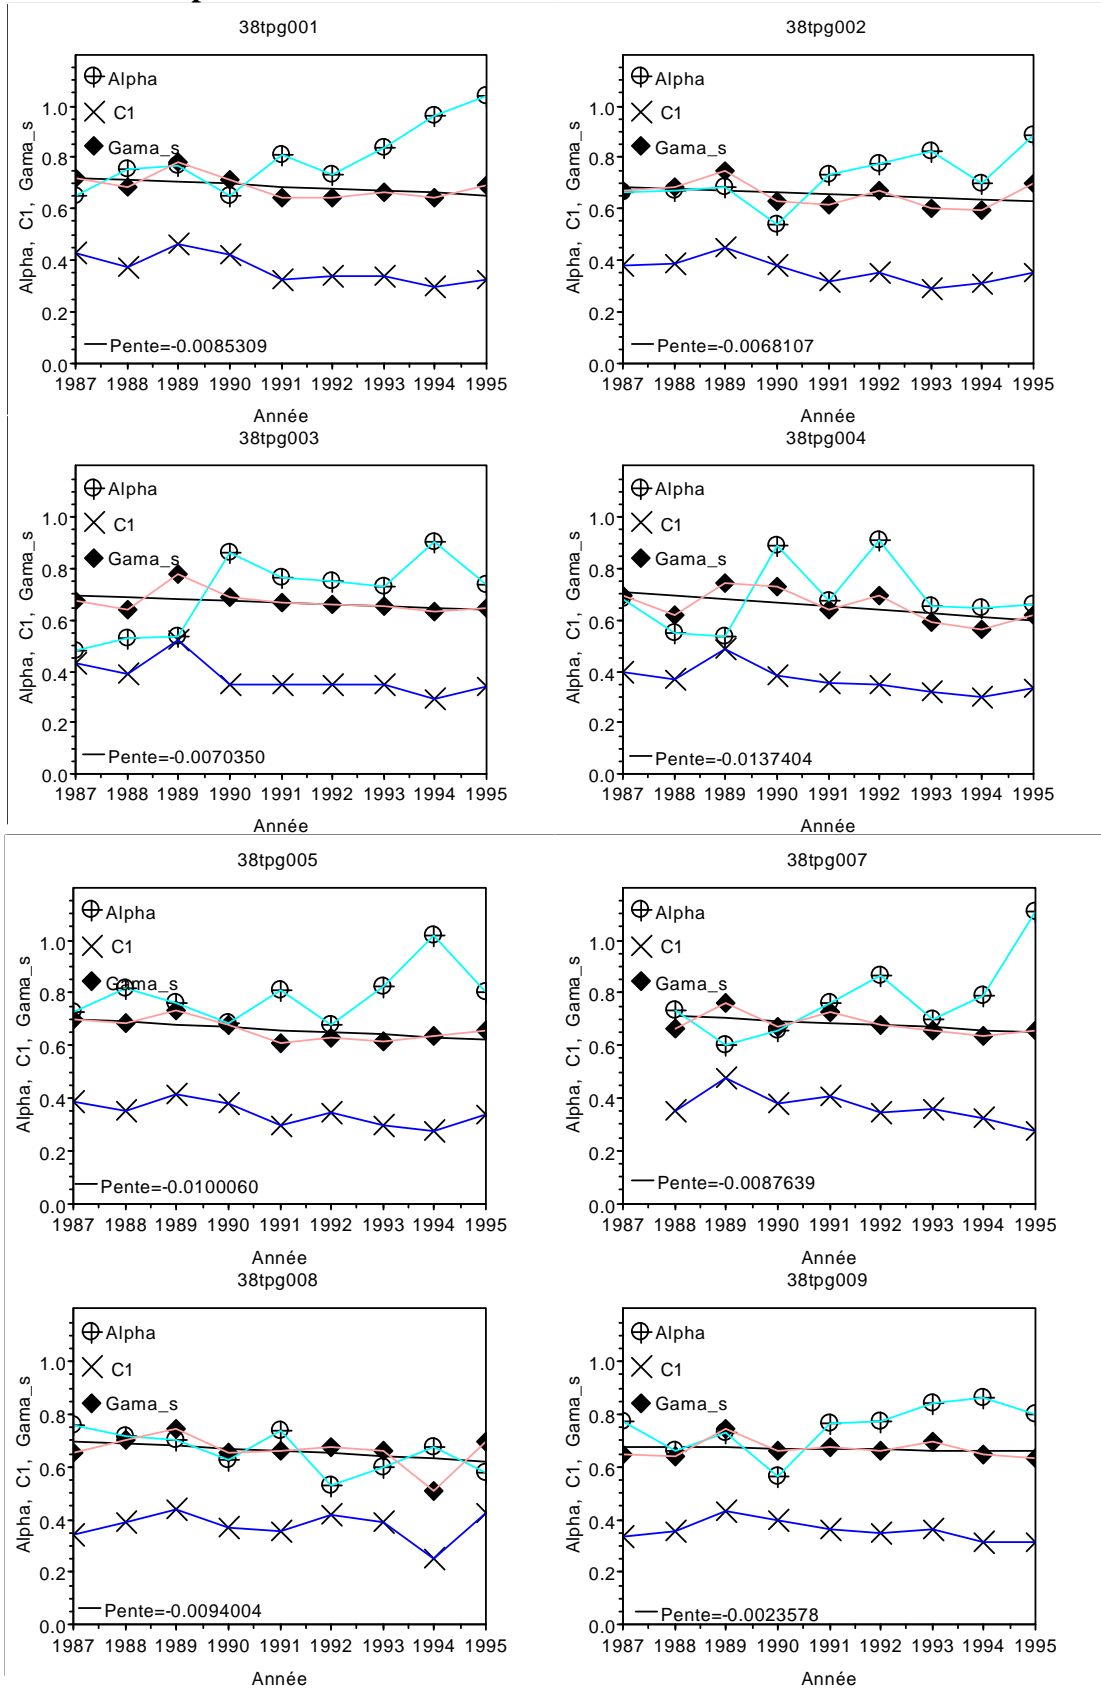 38tpg001
Alpha
C1
Gama_s
Alpha, C1, Gama_s
1.0
0.8
0.6
0.4
0.2
0.0
Pente=-0.0085309
1987 1988 1989 1990 1991 1992 1993 1994 1995
Année
38tpg002
Alpha
C1
Gama_s
Alpha, C1, Gama_s
1.0
0.8
0.6
0.4
0.2
0.0
Pente=-0.0068107
1987 1988 1989 1990 1991 1992 1993 1994 1995
Année
38tpg003
Alpha
C1
Gama_s
Alpha, C1, Gama_s
1.0
0.8
0.6
0.4
0.2
0.0
Pente=-0.0070350
1987 1988 1989 1990 1991 1992 1993 1994 1995
Année
38tpg004
Alpha
C1
Gama_s
Alpha, C1, Gama_s
1.0
0.8
0.6
0.4
0.2
0.0
Pente=-0.0137404
1987 1988 1989 1990 1991 1992 1993 1994 1995
Année
38tpg005
Alpha
C1
Gama_s
Alpha, C1, Gama_s
1.0
0.8
0.6
0.4
0.2
0.0
Pente=-0.0100060
1987 1988 1989 1990 1991 1992 1993 1994 1995
Année
38tpg007
Alpha
C1
Gama_s
Alpha, C1, Gama_s
1.0
0.8
0.6
0.4
0.2
0.0
Pente=-0.0087639
1987 1988 1989 1990 1991 1992 1993 1994 1995
Année
38tpg008
Alpha
C1
Gama_s
Alpha, C1, Gama_s
1.0
0.8
0.6
0.4
0.2
0.0
Pente=-0.0094004
1987 1988 1989 1990 1991 1992 1993 1994 1995
Année
38tpg009
Alpha
C1
Gama_s
Alpha, C1, Gama_s
1.0
0.8
0.6
0.4
0.2
0.0
Pente=-0.0023578
1987 1988 1989 1990 1991 1992 1993 1994 1995
Année